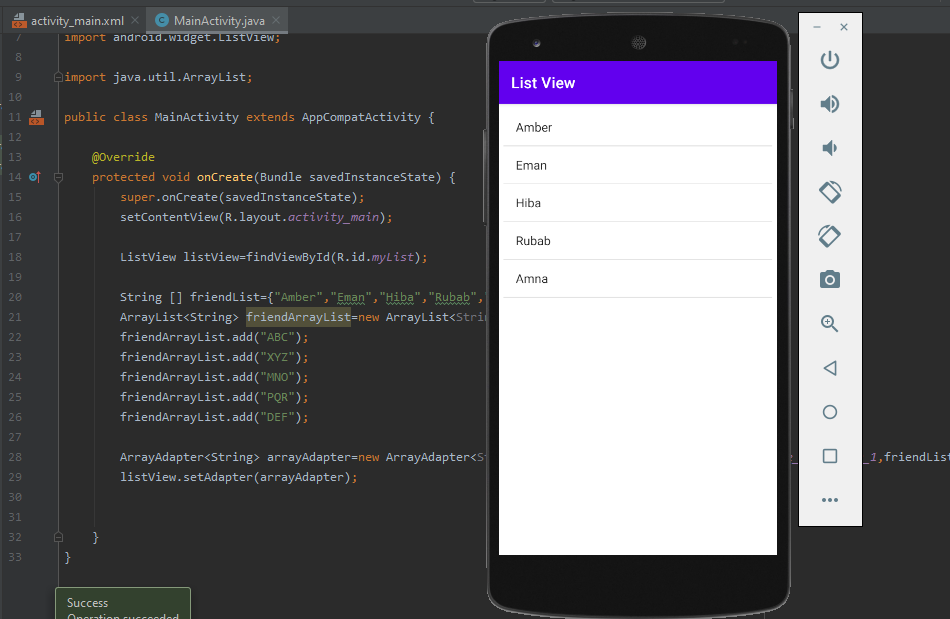 activity_main.xml MainActivity.java
7 import android.widget.ListView;
8
9 import java.util.ArrayList;
10
11 public class MainActivity extends AppCompatActivity {
12
13 @Override
14 protected void onCreate(Bundle savedInstanceState) {
15 super.onCreate(savedInstanceState);
16 setContentView(R.layout.activity_main);
17
18 ListView listView=findViewById(R.id.myList);
19
20 String [] friendList={"Amber","Eman","Hiba","Rubab",
21 ArrayList<String> friendArrayList=new ArrayList<Strin
22 friendArrayList.add("ABC");
23 friendArrayList.add("XYZ");
24 friendArrayList.add("MNO");
25 friendArrayList.add("PQR");
26 friendArrayList.add("DEF");
27
28 ArrayAdapter<String> arrayAdapter=new ArrayAdapter<S _1,friendList
29 listView.setAdapter(arrayAdapter);
30
31
32 }
33 }
Success
Operation succeeded
List View
Amber
Eman
Hiba
Rubab
Amna